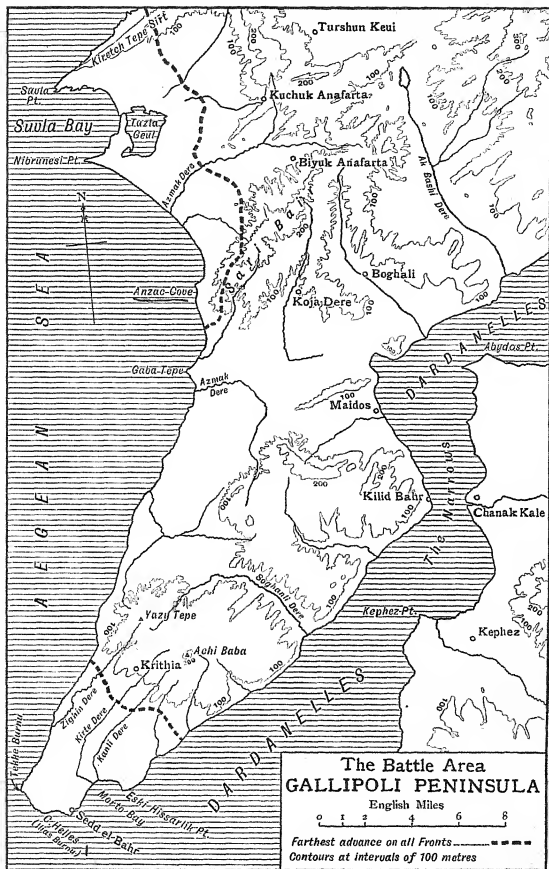 Kiretch Tepe Sirt
Turshun Keui
Suvla
Pt.
Kuchuk Anafarta
Suvla Bay
Tuzla
Geul
Nibrunesi Pt.
Biyuk Anafarta
Azmak Dere
Ak Bashi Dere
Sari Bair
Boghali
Anzac Cove
Koja Dere
Abydos Pt.
DARDANELLES
Gaba Tepe
Azmak
Dere
Maidos
AEGEAN SEA
Kilid Bahr
Chanak Kale
The Narrows
Soghanli Dere
Kephez Pt.
Yazy Tepe
Kephez
Achi Baba
Krithia
Zighin Dere
Kirte Dere
Kanli Dere
Tekke Burnu
DARDANELLES
Eski Hissarlik Pt.
Morto Bay
Sedd el Bahr
C. Helles
(Ilias Burnu)
100
200
300
N
The Battle Area
GALLIPOLI PENINSULA
English Miles
0 1 2 4 6 8
Farthest advance on all Fronts
Contours at intervals of 100 metres